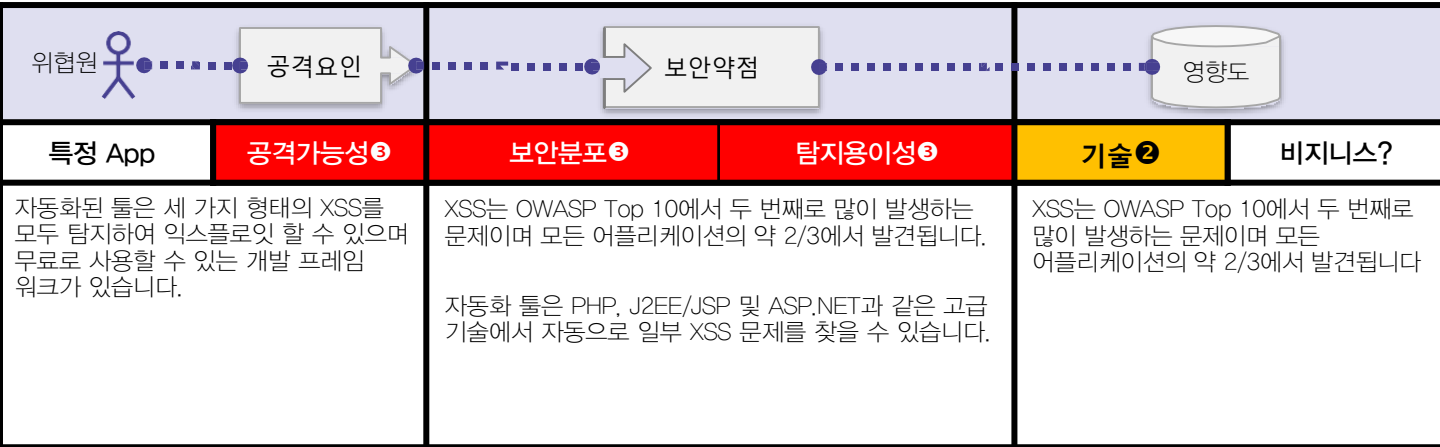 위협원
공격요인
보안약점
영향도
특정 App
공격가능성❸
보안분포❸
탐지용이성❸
기술❷
비지니스?
자동화된 툴은 세 가지 형태의 XSS를
모두 탐지하여 익스플로잇 할 수 있으며
무료로 사용할 수 있는 개발 프레임
워크가 있습니다.
XSS는 OWASP Top 10에서 두 번째로 많이 발생하는
문제이며 모든 어플리케이션의 약 2/3에서 발견됩니다.
자동화 툴은 PHP, J2EE/JSP 및 ASP.NET과 같은 고급
기술에서 자동으로 일부 XSS 문제를 찾을 수 있습니다.
XSS는 OWASP Top 10에서 두 번째로
많이 발생하는 문제이며 모든
어플리케이션의 약 2/3에서 발견됩니다